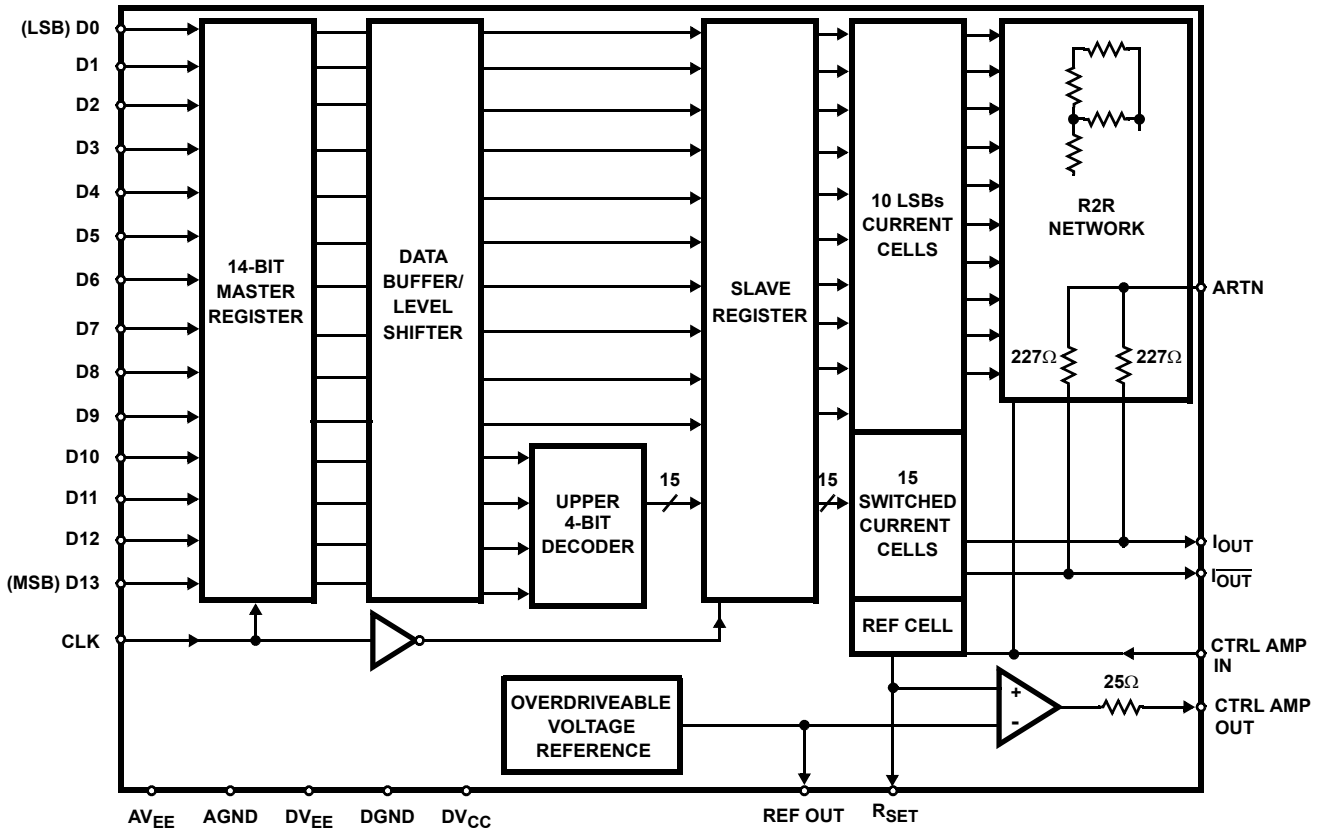 (LSB) D0
D1
D2
D3
D4
D5
D6
D7
D8
D9
D10
D11
D12
(MSB) D13
CLK
14-BIT
MASTER
REGISTER
DATA
BUFFER/
LEVEL
SHIFTER
UPPER
4-BIT
DECODER
15
SLAVE
REGISTER
15
10 LSBs
CURRENT
CELLS
15
SWITCHED
CURRENT
CELLS
REF CELL
R2R
NETWORK
227Ω
227Ω
ARTN
IOUT
I̅O̅U̅T̅
CTRL AMP
IN
OVERDRIVEABLE
VOLTAGE
REFERENCE
+
-
25Ω
CTRL AMP
OUT
AVEE
AGND
DVEE
DGND
DVCC
REF OUT
RSET